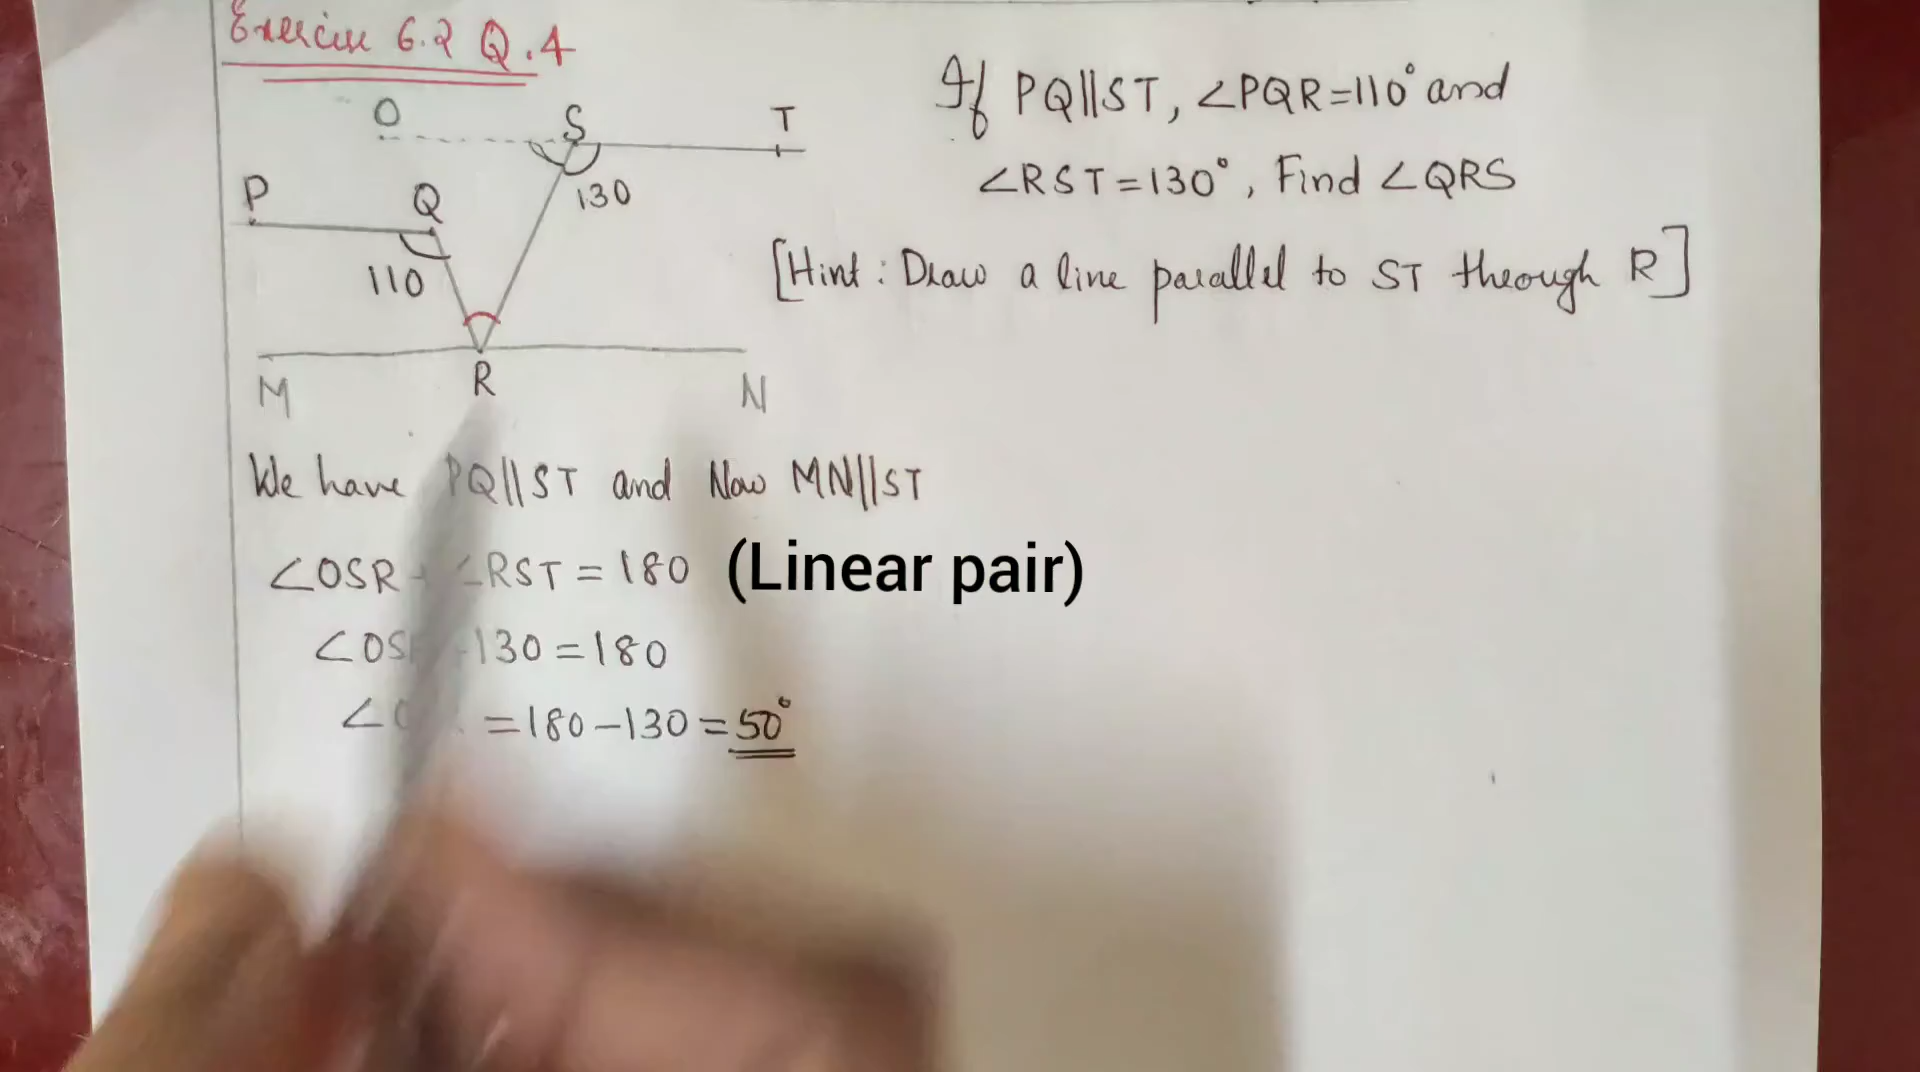 Exercise 6.2 Q.4
If PQ||ST, ∠PQR=110° and
∠RST=130°, Find ∠QRS
[Hint: Draw a line parallel to ST through R]
O S T
130
P Q
110
M R N
We have PQ||ST and Now MN||ST
∠OSR ∠RST = 180 (Linear pair)
130 = 180
= 180 - 130 = 50°